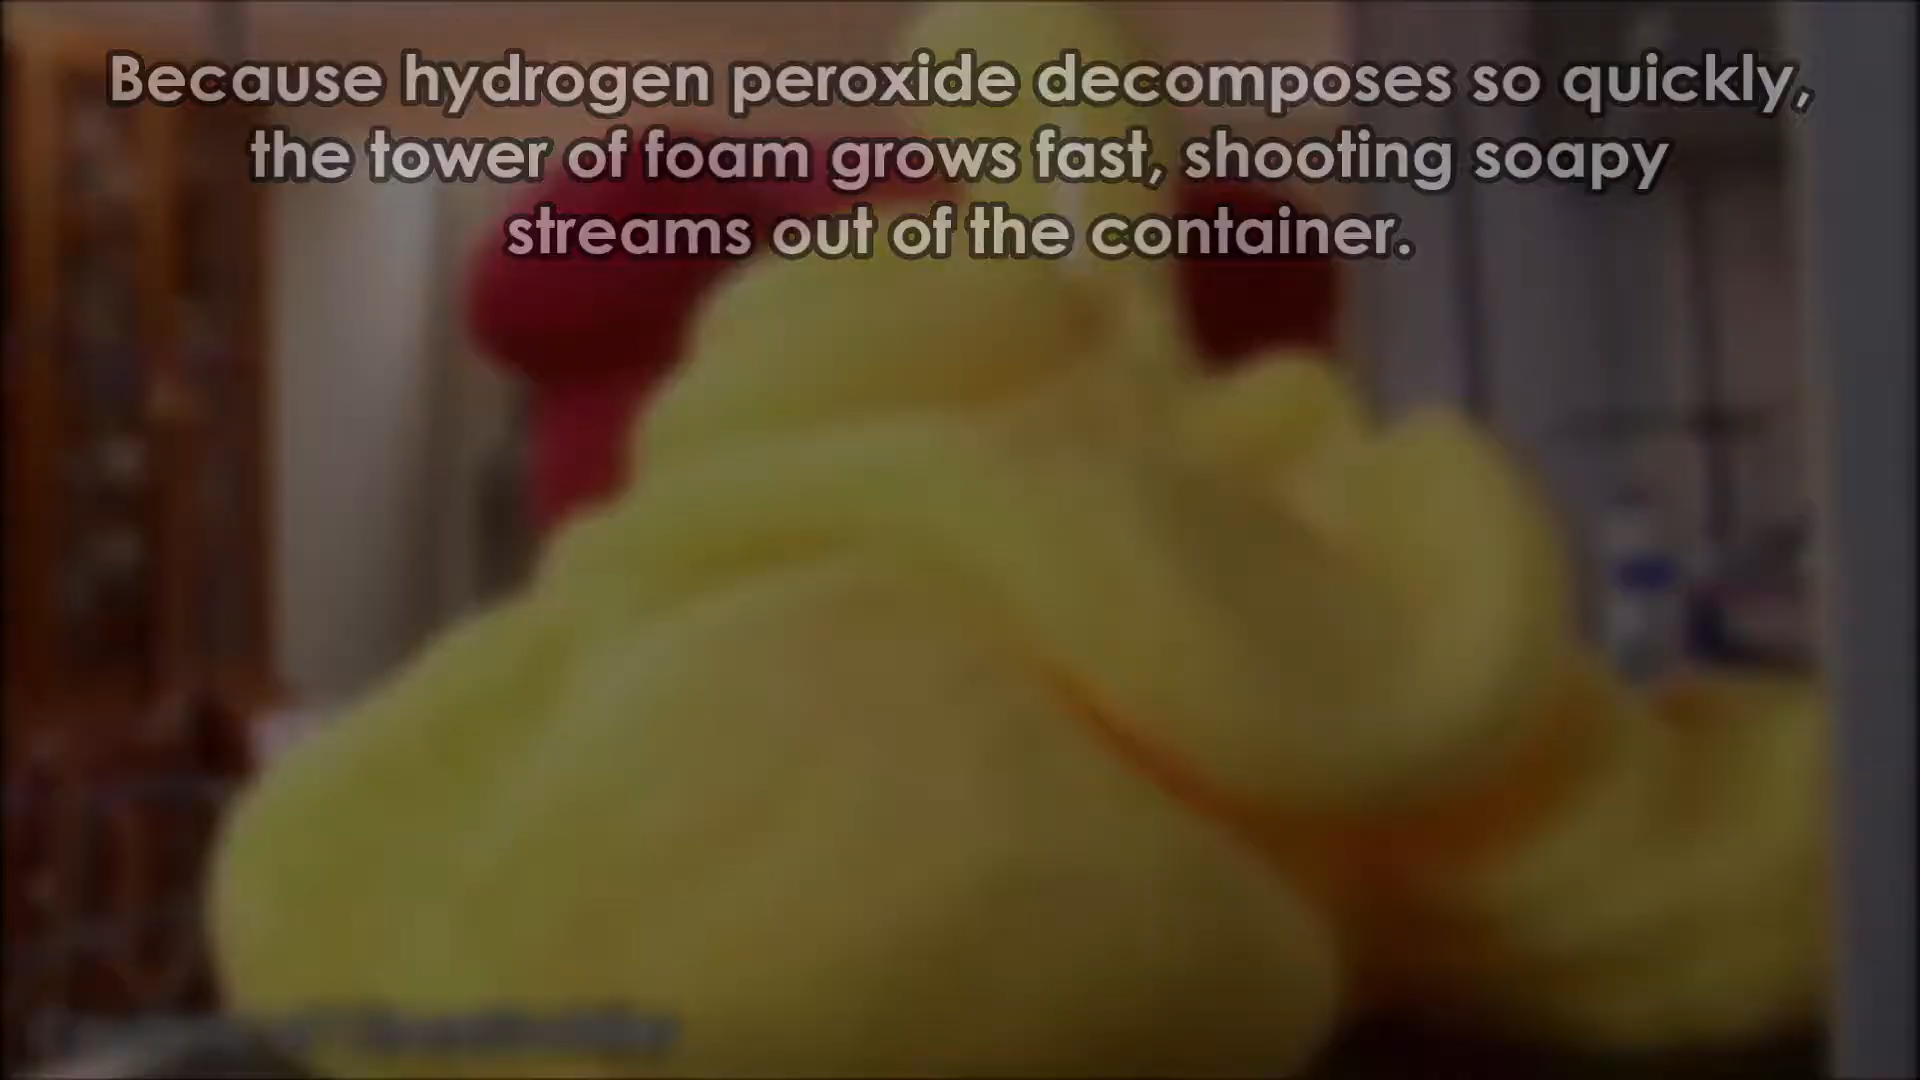 Because hydrogen peroxide decomposes so quickly,
the tower of foam grows fast, shooting soapy
streams out of the container.